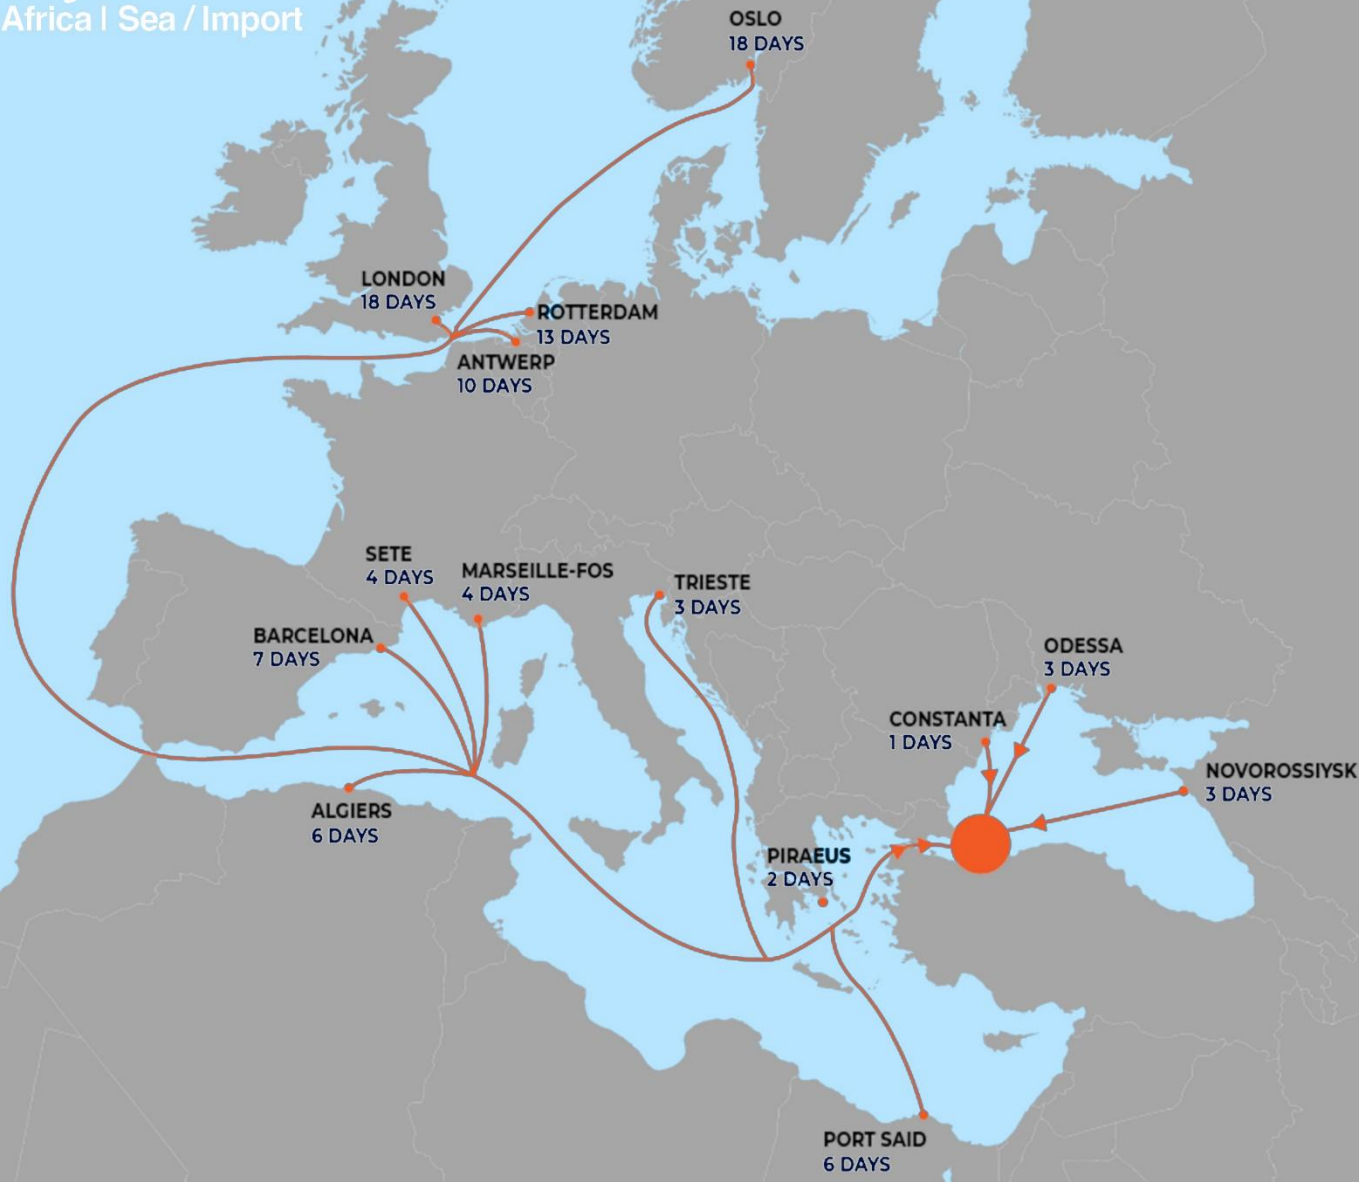 Africa | Sea / Import
OSLO
18 DAYS
LONDON
18 DAYS
ROTTERDAM
13 DAYS
ANTWERP
10 DAYS
SETE
4 DAYS
MARSEILLE-FOS
4 DAYS
TRIESTE
3 DAYS
BARCELONA
7 DAYS
ODESSA
3 DAYS
CONSTANTA
1 DAYS
NOVOROSSIYSK
3 DAYS
ALGIERS
6 DAYS
PIRAEUS
2 DAYS
PORT SAID
6 DAYS